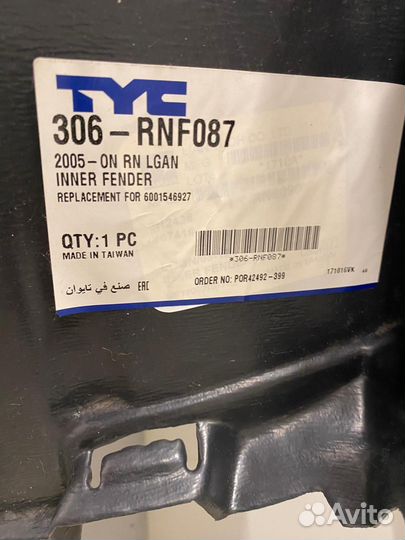 TYC
306-RNF087
2005-ON RN LGAN
INNER FENDER
REPLACEMENT FOR 6001546927
QTY:1 PC
MADE IN TAIWAN
*306-RNF087*
صنع في تايوان EAC
ORDER NO: POR42492-399
Avito